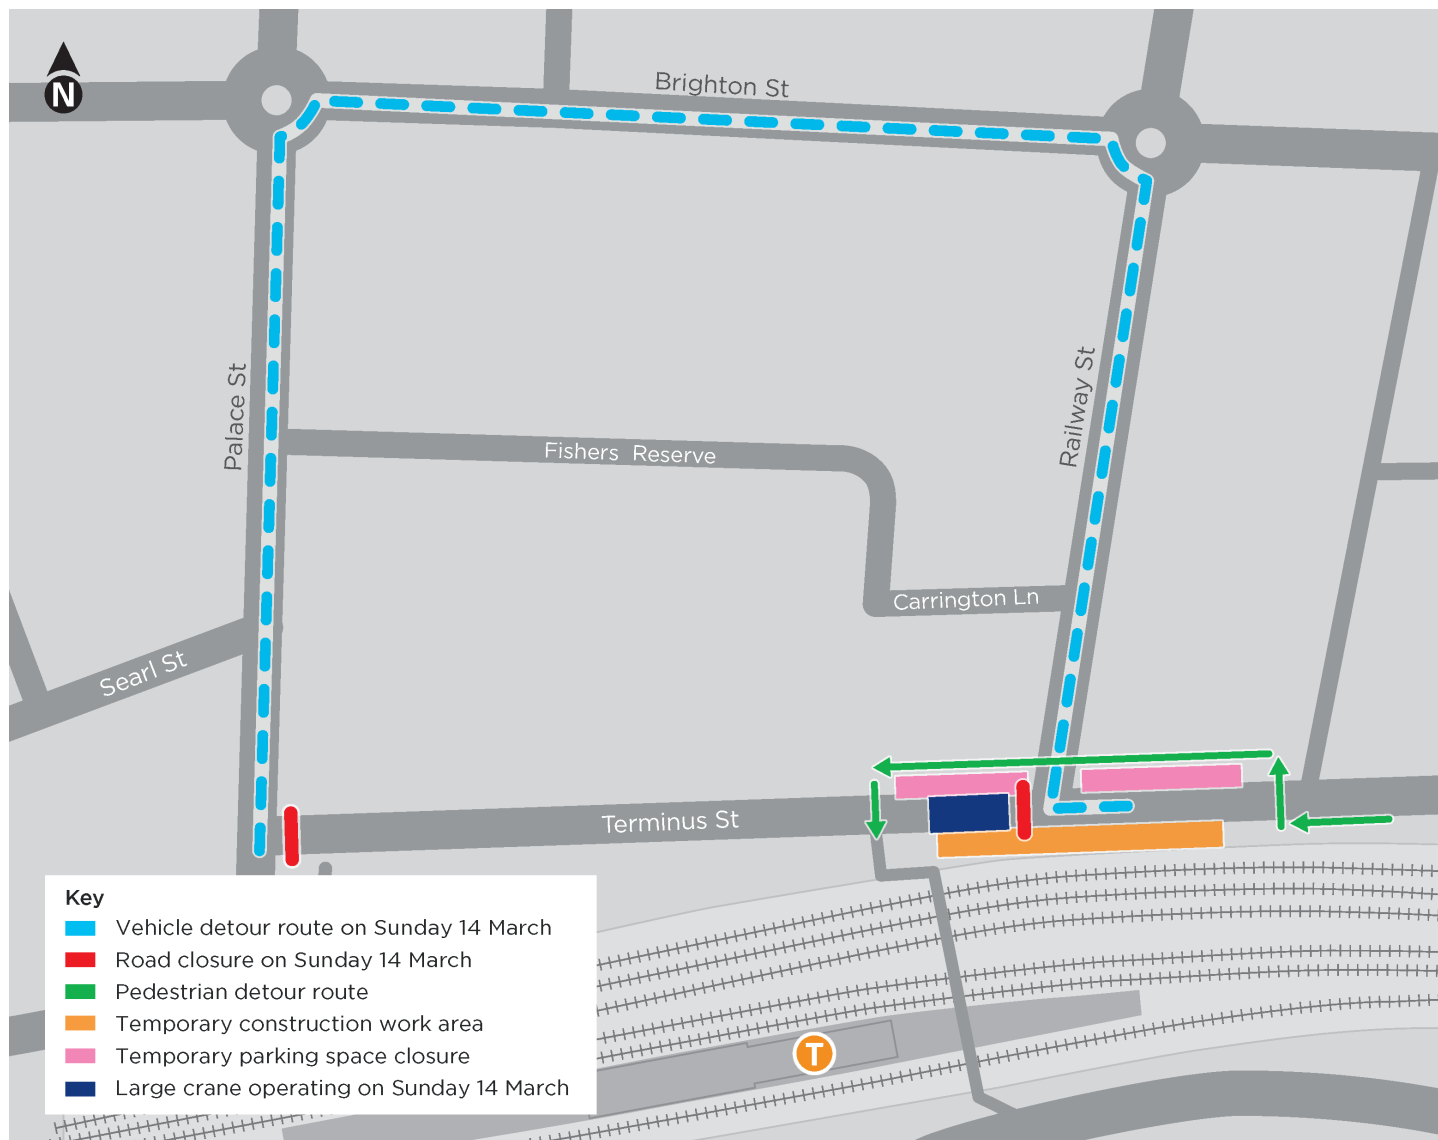 N
Brighton St
Palace St
Railway St
Fishers Reserve
Carrington Ln
Searl St
Terminus St
Key
Vehicle detour route on Sunday 14 March
Road closure on Sunday 14 March
Pedestrian detour route
Temporary construction work area
Temporary parking space closure
Large crane operating on Sunday 14 March
T